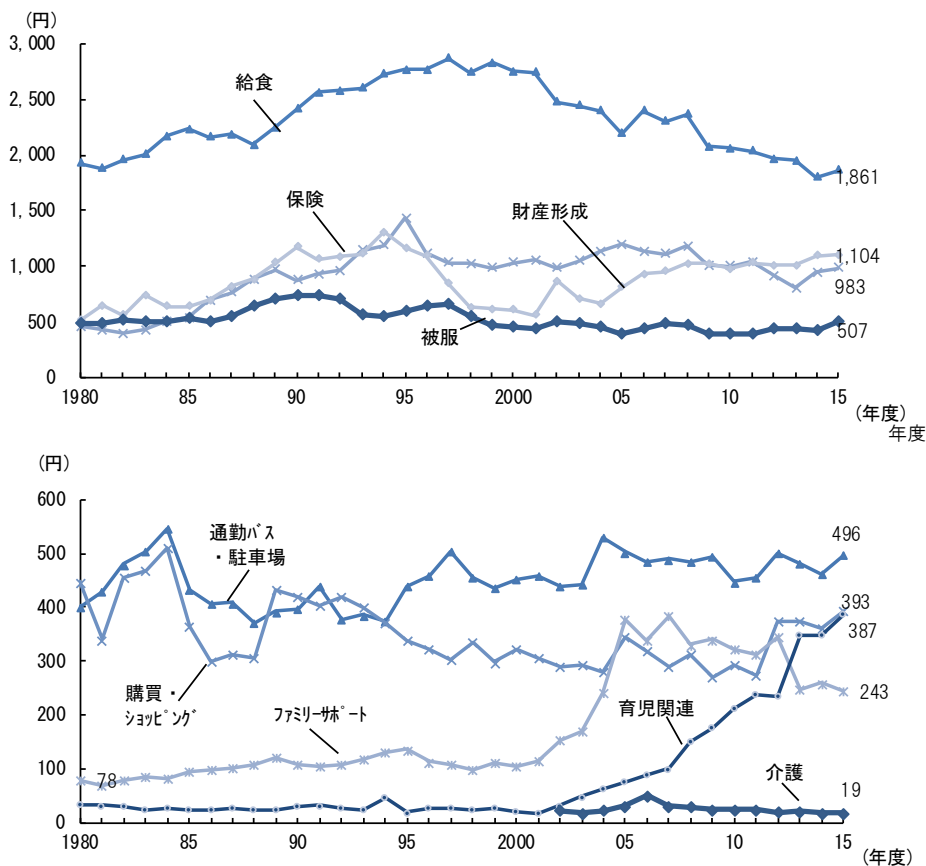 (円)
3,000
2,500
2,000
1,500
1,000
500
0
給食
保険
財産形成
被服
1,861
1,104
983
507
1980 85 90 95 2000 05 10 15
(年度)
年度
(円)
600
500
400
300
200
100
0
通勤ﾊﾞｽ
・駐車場
購買・
ｼｮｯﾋﾟﾝｸﾞ
ﾌｧﾐﾘｰｻﾎﾟｰﾄ
育児関連
介護
78
496
393
387
243
19
1980 85 90 95 2000 05 10 15
(年度)